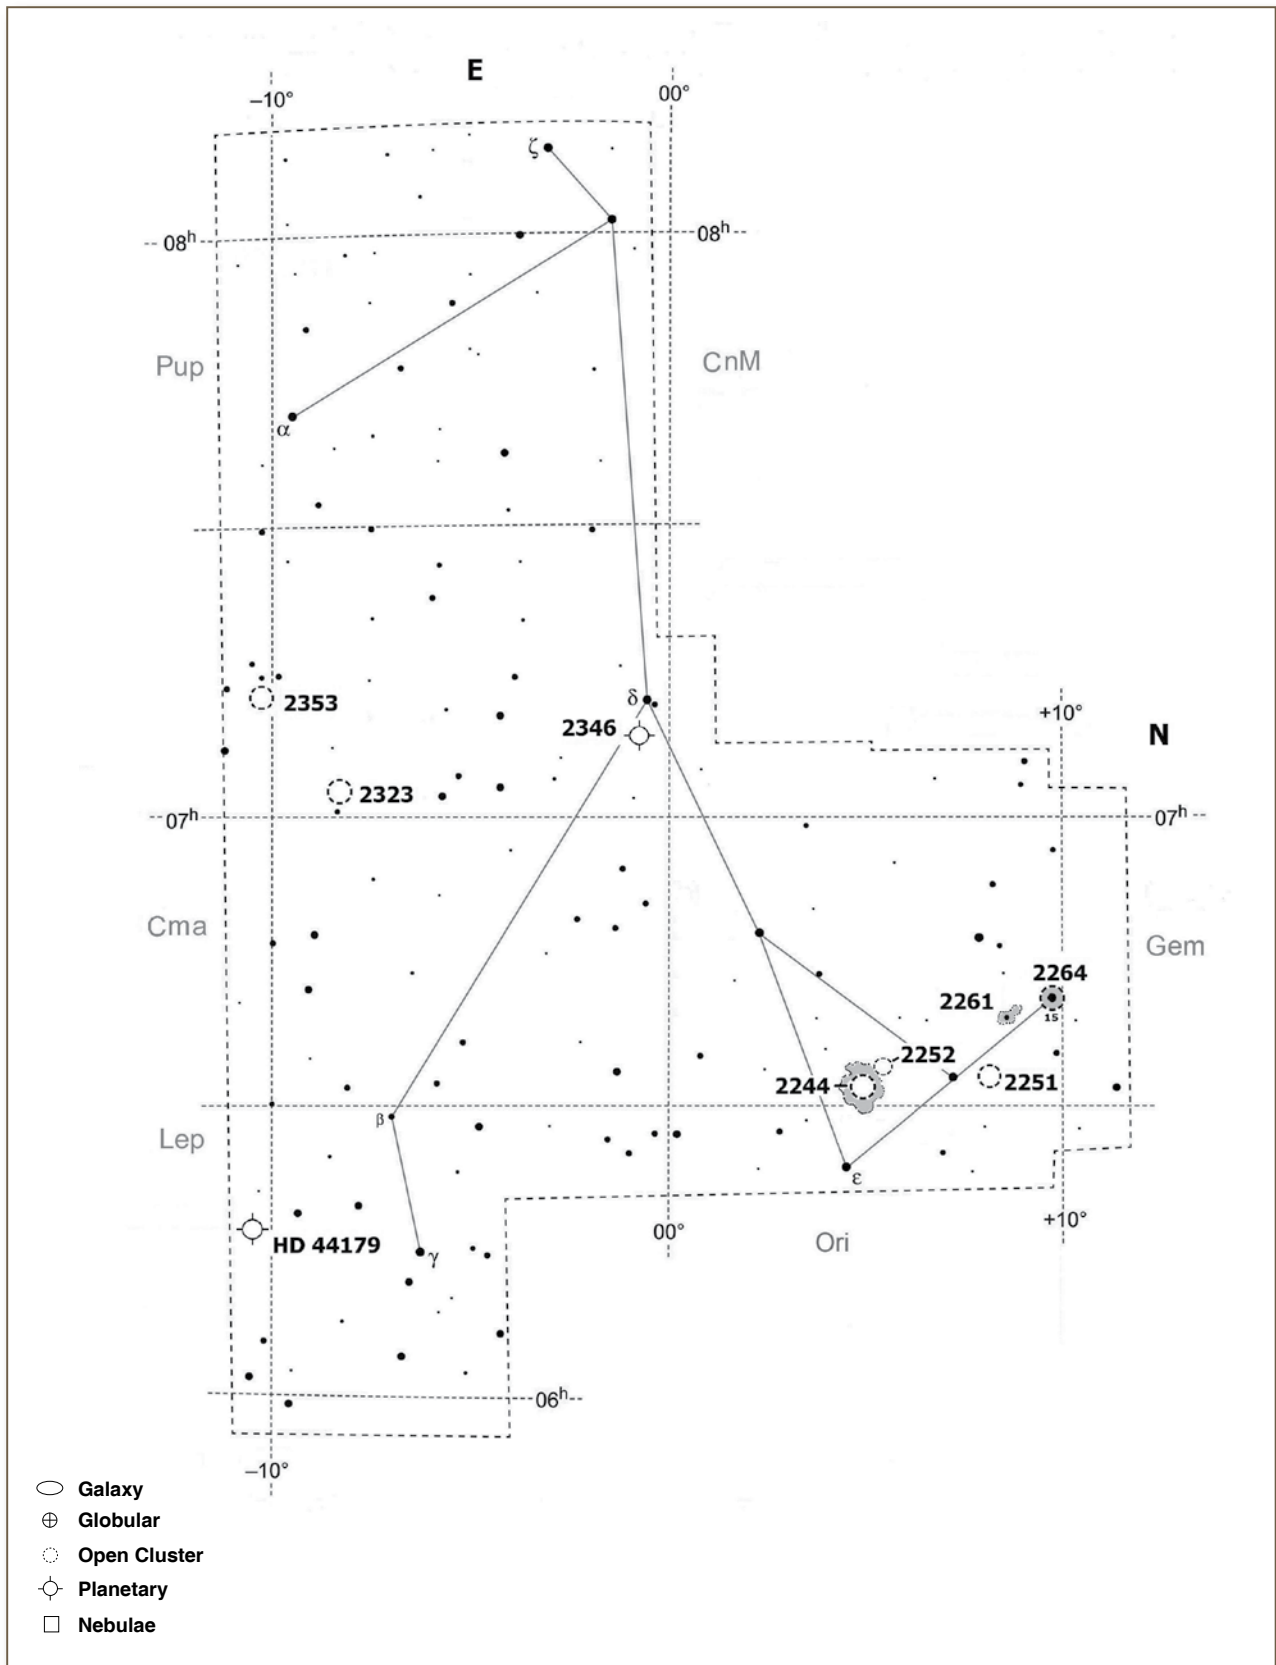 E
–10°
00°
ζ
08h
08h
Pup
CnM
α
+10°
N
2353
δ
2346
2323
07h
07h
Cma
Gem
2264
2261
15
2252
2244
2251
β
Lep
ε
+10°
00°
Ori
HD 44179
γ
06h
–10°
Galaxy
Globular
Open Cluster
Planetary
Nebulae